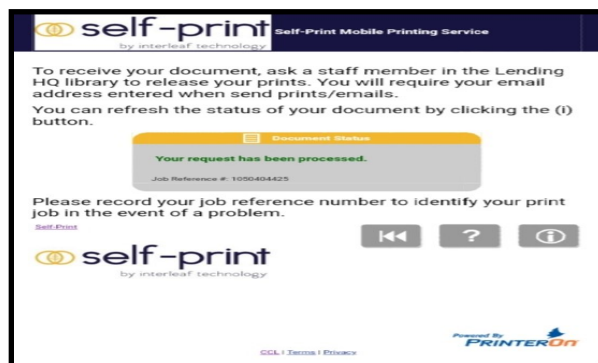 self-print
by interleaf technology
Self-Print Mobile Printing Service
To receive your document, ask a staff member in the Lending
HQ library to release your prints. You will require your email
address entered when send prints/emails.
You can refresh the status of your document by clicking the (i)
button.
Document Status
Your request has been processed.
Job Reference #: 1050404425
Please record your job reference number to identify your print
job in the event of a problem.
Self-Print
?
i
self-print
by interleaf technology
Powered By
PRINTEROn
CCL | Terms | Privacy